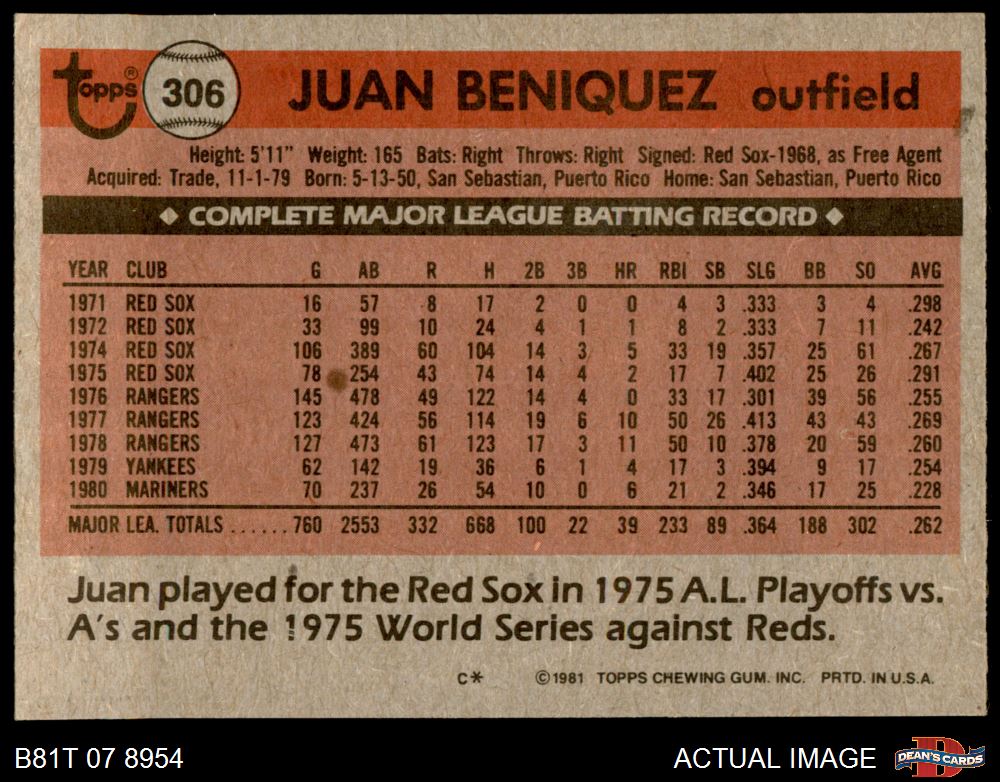 Topps® 306 JUAN BENIQUEZ outfield
Height: 5'11" Weight: 165 Bats: Right Throws: Right Signed: Red Sox-1968, as Free Agent
Acquired: Trade, 11-1-79 Born: 5-13-50, San Sebastian, Puerto Rico Home: San Sebastian, Puerto Rico
◆ COMPLETE MAJOR LEAGUE BATTING RECORD ◆
YEAR CLUB G AB R H 2B 3B HR RBI SB SLG BB SO AVG
1971 RED SOX 16 57 8 17 2 0 0 4 3 .333 3 4 .298
1972 RED SOX 33 99 10 24 4 1 1 8 2 .333 7 11 .242
1974 RED SOX 106 389 60 104 14 3 5 33 19 .357 25 61 .267
1975 RED SOX 78 254 43 74 14 4 2 17 7 .402 25 26 .291
1976 RANGERS 145 478 49 122 14 4 0 33 17 .301 39 56 .255
1977 RANGERS 123 424 56 114 19 6 10 50 26 .413 43 43 .269
1978 RANGERS 127 473 61 123 17 3 11 50 10 .378 20 59 .260
1979 YANKEES 62 142 19 36 6 1 4 17 3 .394 9 17 .254
1980 MARINERS 70 237 26 54 10 0 6 21 2 .346 17 25 .228
MAJOR LEA. TOTALS ...... 760 2553 332 668 100 22 39 233 89 .364 188 302 .262
Juan played for the Red Sox in 1975 A.L. Playoffs vs.
A's and the 1975 World Series against Reds.
C* ©1981 TOPPS CHEWING GUM. INC. PRTD. IN U.S.A.
B81T 07 8954 ACTUAL IMAGE D DEAN'S CARDS